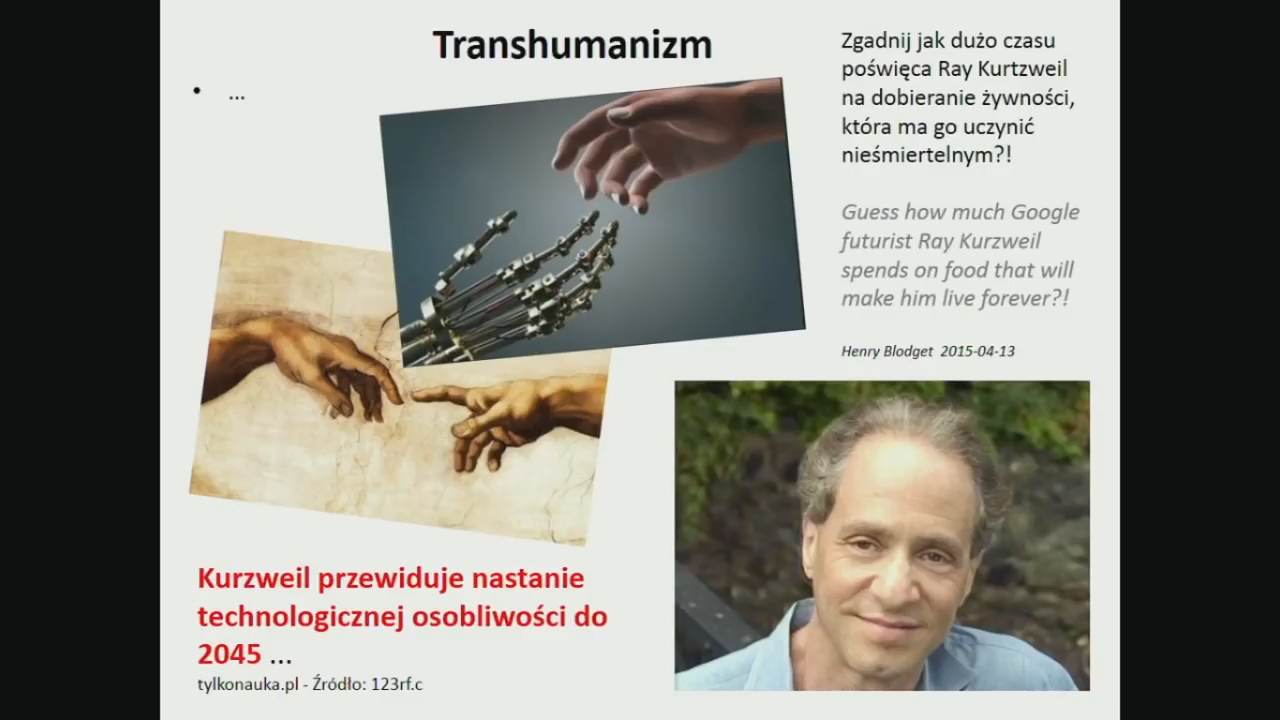 Transhumanizm
• ...
Zgadnij jak dużo czasu
poświęca Ray Kurtzweil
na dobieranie żywności,
która ma go uczynić
nieśmiertelnym?!
Guess how much Google
futurist Ray Kurzweil
spends on food that will
make him live forever?!
Henry Blodget 2015-04-13
Kurzweil przewiduje nastanie
technologicznej osobliwości do
2045 ...
tylkonauka.pl - Źródło: 123rf.c